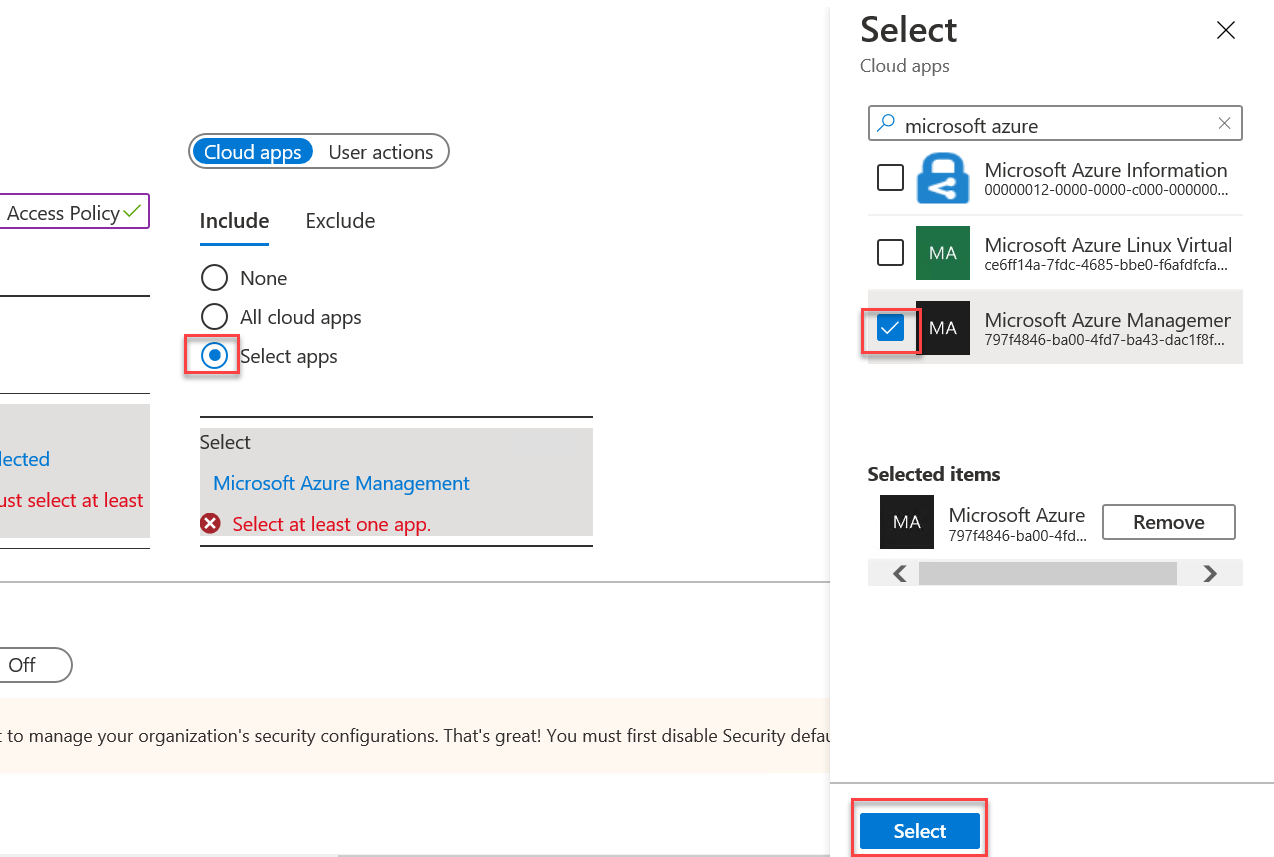 Select
Cloud apps
microsoft azure
Cloud apps
User actions
Microsoft Azure Information
00000012-0000-0000-c000-000000...
Access Policy
Include
Exclude
Microsoft Azure Linux Virtual
MA
ce6ff14a-7fdc-4685-bbe0-f6afdfcfa...
None
All cloud apps
Select apps
MA
Microsoft Azure Managemer
797f4846-ba00-4fd7-ba43-dac1f8f...
Select
Microsoft Azure Management
Select at least one app.
lected
ust select at least
Selected items
MA
Microsoft Azure
797f4846-ba00-4fd...
Remove
Off
t to manage your organization's security configurations. That's great! You must first disable Security defau
Select